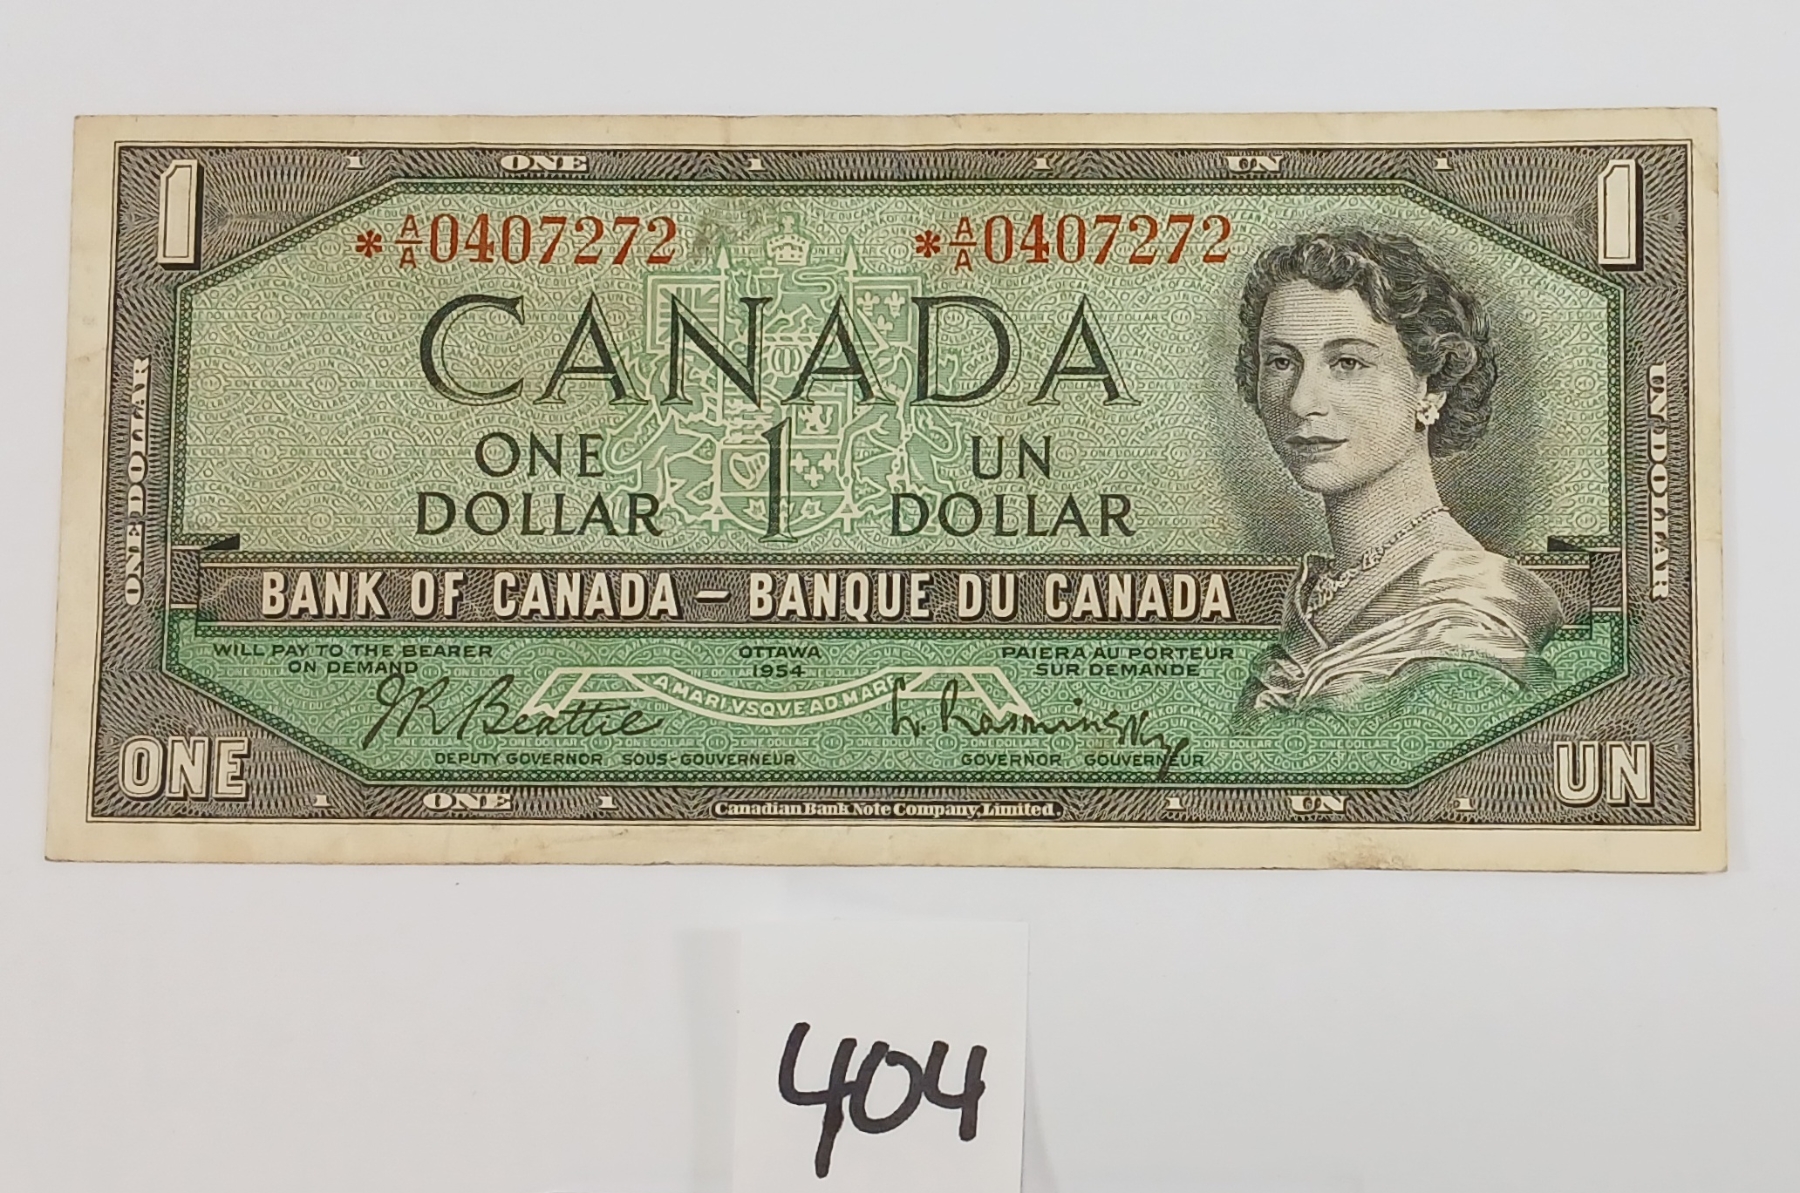 1 1 ONE 1 1 UN 1 1
*A/A0407272 *A/A0407272
CANADA
ONE 1 UN
DOLLAR DOLLAR
ONE DOLLAR
UN DOLLAR
BANK OF CANADA – BANQUE DU CANADA
WILL PAY TO THE BEARER OTTAWA PAIERA AU PORTEUR
ON DEMAND 1954 SUR DEMANDE
A MARI VSQVE AD MARE
J R Beattie L. Rasminsky
DEPUTY GOVERNOR SOUS-GOUVERNEUR GOVERNOR GOUVERNEUR
ONE UN
1 ONE 1 Canadian Bank Note Company, Limited. 1 UN 1
404